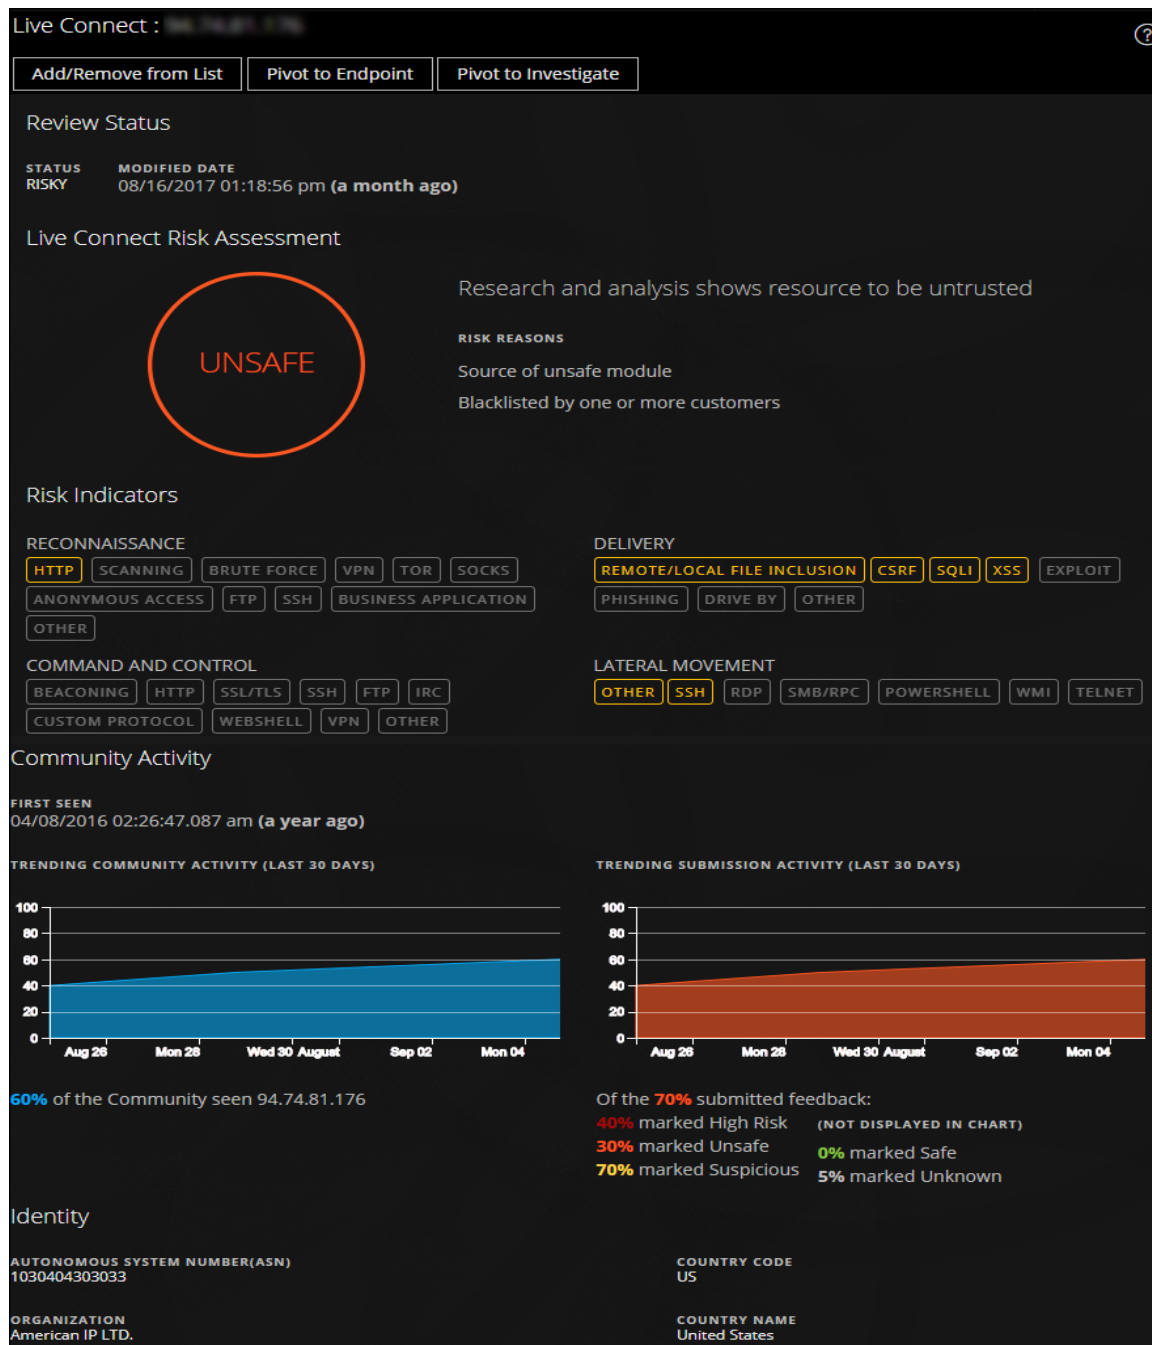 Live Connect :
?
Add/Remove from List Pivot to Endpoint Pivot to Investigate
Review Status
STATUS MODIFIED DATE
RISKY 08/16/2017 01:18:56 pm (a month ago)
Live Connect Risk Assessment
Research and analysis shows resource to be untrusted
RISK REASONS
UNSAFE
Source of unsafe module
Blacklisted by one or more customers
Risk Indicators
RECONNAISSANCE
HTTP SCANNING BRUTE FORCE VPN TOR SOCKS
ANONYMOUS ACCESS FTP SSH BUSINESS APPLICATION
OTHER
DELIVERY
REMOTE/LOCAL FILE INCLUSION CSRF SQLI XSS EXPLOIT
PHISHING DRIVE BY OTHER
COMMAND AND CONTROL
BEACONING HTTP SSL/TLS SSH FTP IRC
CUSTOM PROTOCOL WEBSHELL VPN OTHER
LATERAL MOVEMENT
OTHER SSH RDP SMB/RPC POWERSHELL WMI TELNET
Community Activity
FIRST SEEN
04/08/2016 02:26:47.087 am (a year ago)
TRENDING COMMUNITY ACTIVITY (LAST 30 DAYS)
100
80
60
40
20
0
Aug 26 Mon 28 Wed 30 August Sep 02 Mon 04
60% of the Community seen 94.74.81.176
TRENDING SUBMISSION ACTIVITY (LAST 30 DAYS)
100
80
60
40
20
0
Aug 26 Mon 28 Wed 30 August Sep 02 Mon 04
Of the 70% submitted feedback:
40% marked High Risk
30% marked Unsafe
70% marked Suspicious
(NOT DISPLAYED IN CHART)
0% marked Safe
5% marked Unknown
Identity
AUTONOMOUS SYSTEM NUMBER(ASN)
1030404303033
COUNTRY CODE
US
ORGANIZATION
American IP LTD.
COUNTRY NAME
United States